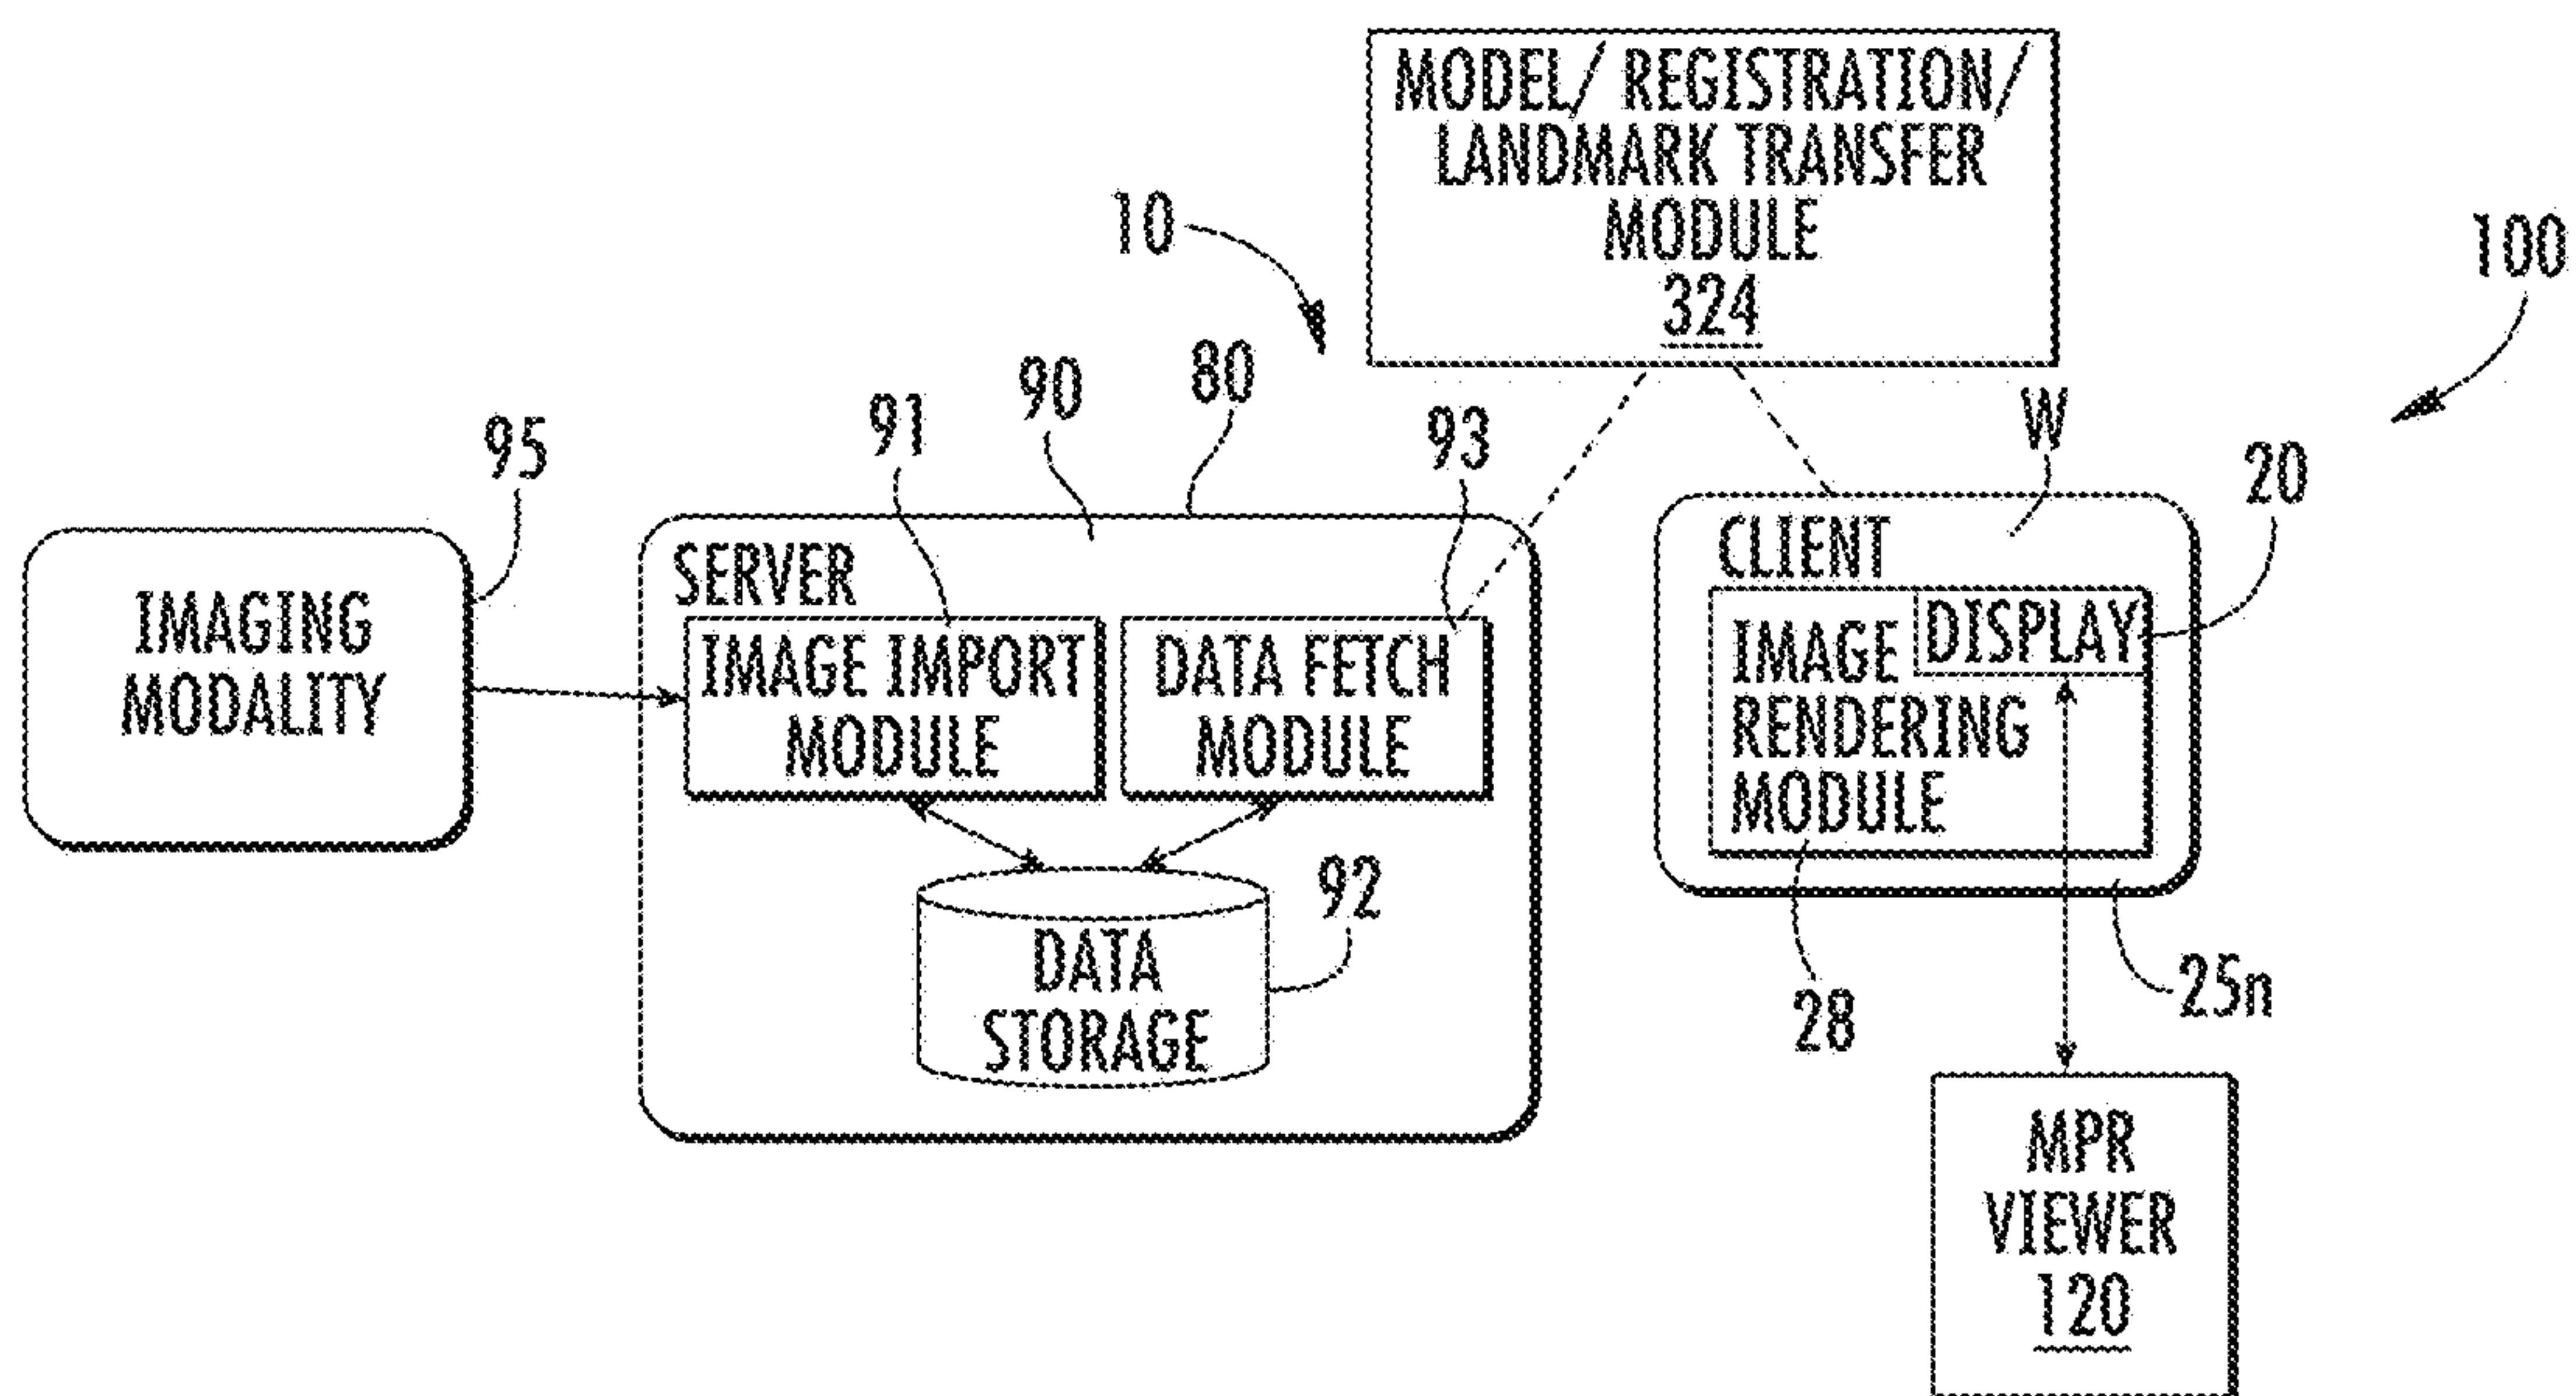 MODEL/ REGISTRATION/
LANDMARK TRANSFER
MODULE
324
10
100
95
91
90
80
93
W
20
IMAGING
MODALITY
SERVER
IMAGE IMPORT
MODULE
DATA FETCH
MODULE
DATA
STORAGE
92
CLIENT
DISPLAY
IMAGE
RENDERING
MODULE
28
25n
MPR
VIEWER
120